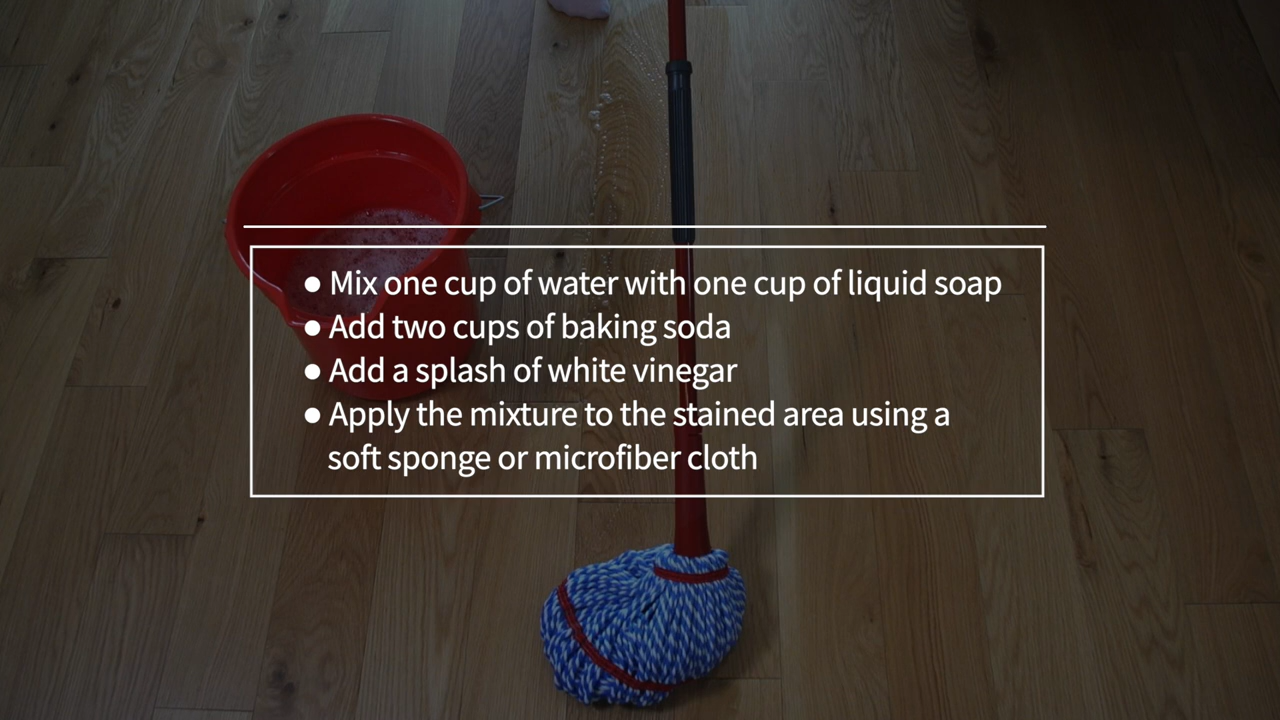 ● Mix one cup of water with one cup of liquid soap
● Add two cups of baking soda
● Add a splash of white vinegar
● Apply the mixture to the stained area using a
soft sponge or microfiber cloth